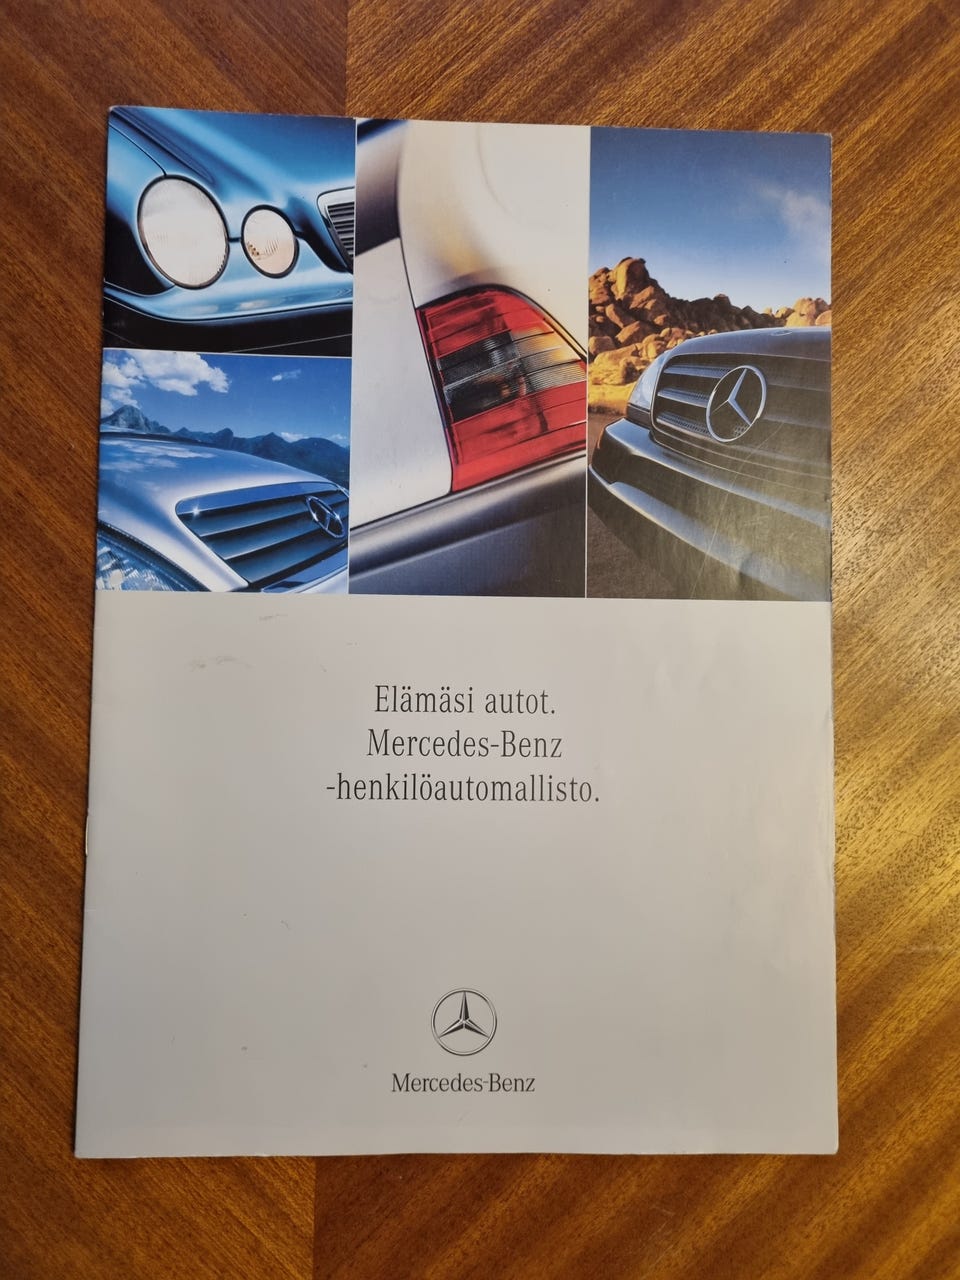 Elämäsi autot.
Mercedes-Benz
-henkilöautomallisto.
Mercedes-Benz